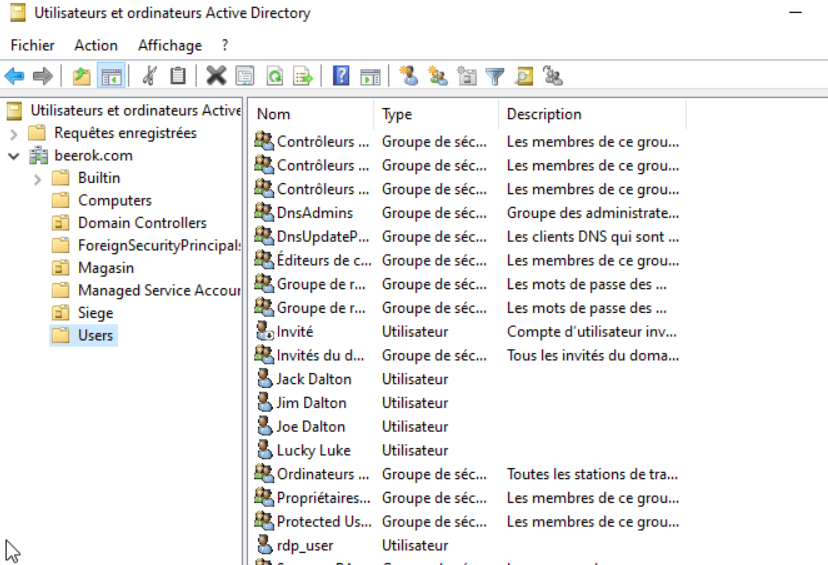 Utilisateurs et ordinateurs Active Directory
Fichier Action Affichage ?
Utilisateurs et ordinateurs Active
Requêtes enregistrées
beerok.com
Builtin
Computers
Domain Controllers
ForeignSecurityPrincipals
Magasin
Managed Service Accour
Siege
Users
Nom Type Description
Contrôleurs ... Groupe de séc... Les membres de ce grou...
Contrôleurs ... Groupe de séc... Les membres de ce grou...
Contrôleurs ... Groupe de séc... Les membres de ce grou...
DnsAdmins Groupe de séc... Groupe des administrate...
DnsUpdateP... Groupe de séc... Les clients DNS qui sont ...
Éditeurs de c... Groupe de séc... Les membres de ce grou...
Groupe de r... Groupe de séc... Les mots de passe des ...
Groupe de r... Groupe de séc... Les mots de passe des ...
Invité Utilisateur Compte d'utilisateur inv...
Invités du d... Groupe de séc... Tous les invités du doma...
Jack Dalton Utilisateur
Jim Dalton Utilisateur
Joe Dalton Utilisateur
Lucky Luke Utilisateur
Ordinateurs ... Groupe de séc... Toutes les stations de tra...
Propriétaires... Groupe de séc... Les membres de ce grou...
Protected Us... Groupe de séc... Les membres de ce grou...
rdp_user Utilisateur